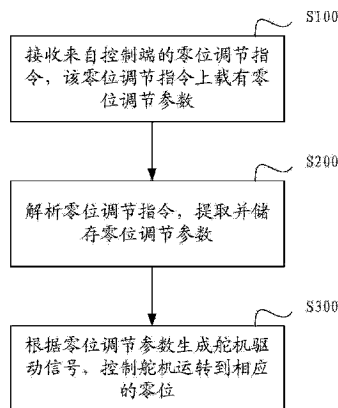 S100
接收来自控制端的零位调节指
令，该零位调节指令上载有零
位调节参数
S200
解析零位调节指令，提取并储
存零位调节参数
S300
根据零位调节参数生成舵机驱
动信号，控制舵机运转到相应
的零位